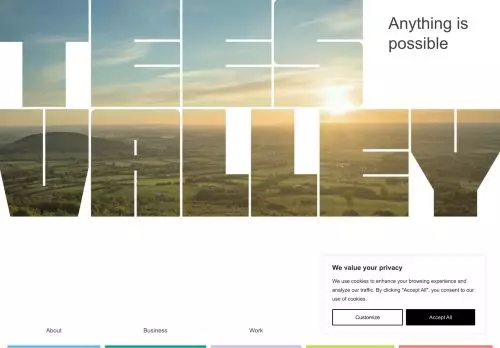 TEES
VALLEY
Anything is
possible
We value your privacy
We use cookies to enhance your browsing experience and
analyze our traffic. By clicking "Accept All", you consent to our
use of cookies.
Customize
Accept All
About
Business
Work